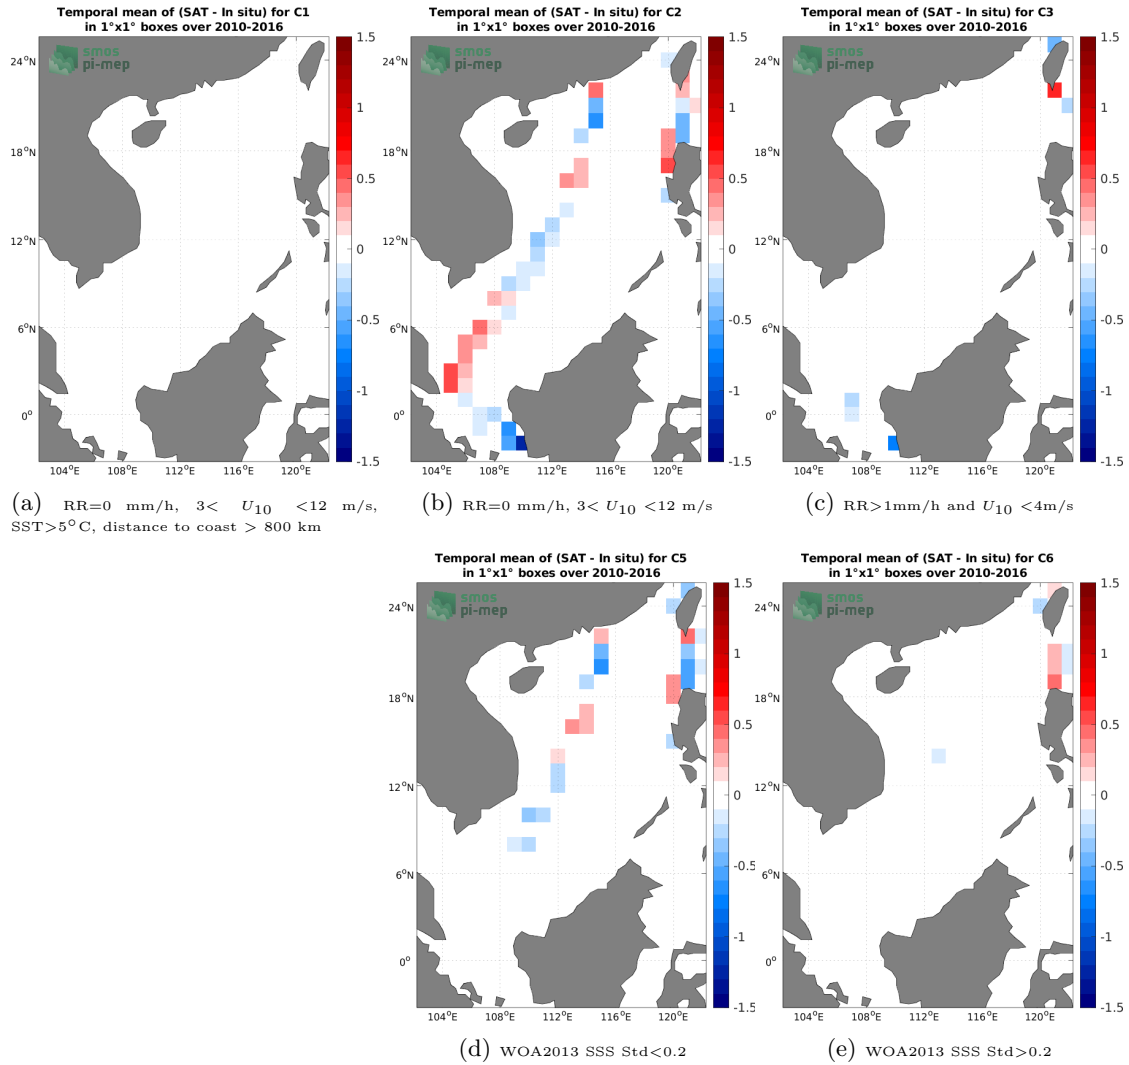 Temporal mean of (SAT - In situ) for C1
in 1°x1° boxes over 2010-2016
smos
pi-mep
24°N
18°N
12°N
6°N
0°
104°E 108°E 112°E 116°E 120°E
1.5
1
0.5
0
-0.5
-1
-1.5
(a) RR=0 mm/h, 3< U10 <12 m/s,
SST>5°C, distance to coast > 800 km
Temporal mean of (SAT - In situ) for C2
in 1°x1° boxes over 2010-2016
smos
pi-mep
24°N
18°N
12°N
6°N
0°
104°E 108°E 112°E 116°E 120°E
1.5
1
0.5
0
-0.5
-1
-1.5
(b) RR=0 mm/h, 3< U10 <12 m/s
Temporal mean of (SAT - In situ) for C3
in 1°x1° boxes over 2010-2016
smos
pi-mep
24°N
18°N
12°N
6°N
0°
104°E 108°E 112°E 116°E 120°E
1.5
1
0.5
0
-0.5
-1
-1.5
(c) RR>1mm/h and U10 <4m/s
Temporal mean of (SAT - In situ) for C5
in 1°x1° boxes over 2010-2016
smos
pi-mep
24°N
18°N
12°N
6°N
0°
104°E 108°E 112°E 116°E 120°E
1.5
1
0.5
0
-0.5
-1
-1.5
(d) WOA2013 SSS Std<0.2
Temporal mean of (SAT - In situ) for C6
in 1°x1° boxes over 2010-2016
smos
pi-mep
24°N
18°N
12°N
6°N
0°
104°E 108°E 112°E 116°E 120°E
1.5
1
0.5
0
-0.5
-1
-1.5
(e) WOA2013 SSS Std>0.2